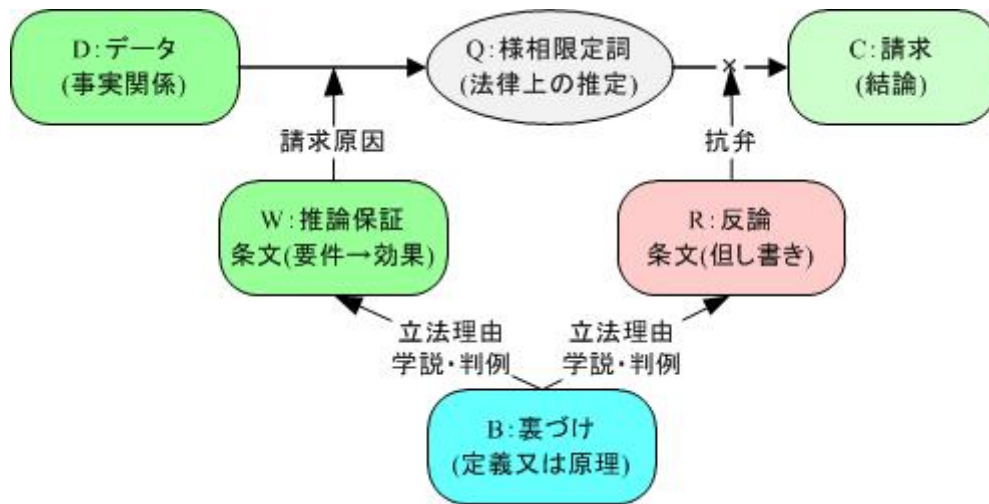 D:データ
(事実関係)
Q:様相限定詞
(法律上の推定)
×
C:請求
(結論)
請求原因
抗弁
W:推論保証
条文(要件→効果)
R:反論
条文(但し書き)
立法理由
学説・判例
立法理由
学説・判例
B:裏づけ
(定義又は原理)